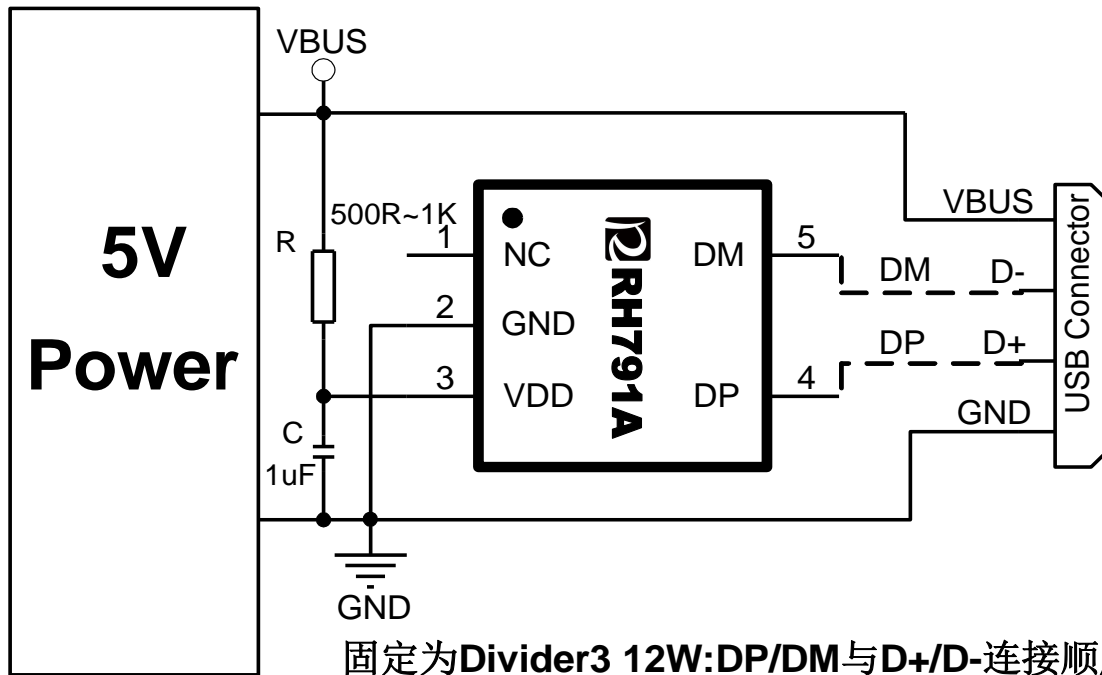 VBUS
5V
Power
R
500R~1K
C
1uF
1
NC
2
GND
3
VDD
RH791A
DM
5
DP
4
DM
D-
DP
D+
VBUS
GND
USB Connector
GND
固定为Divider3 12W:DP/DM与D+/D-连接顺